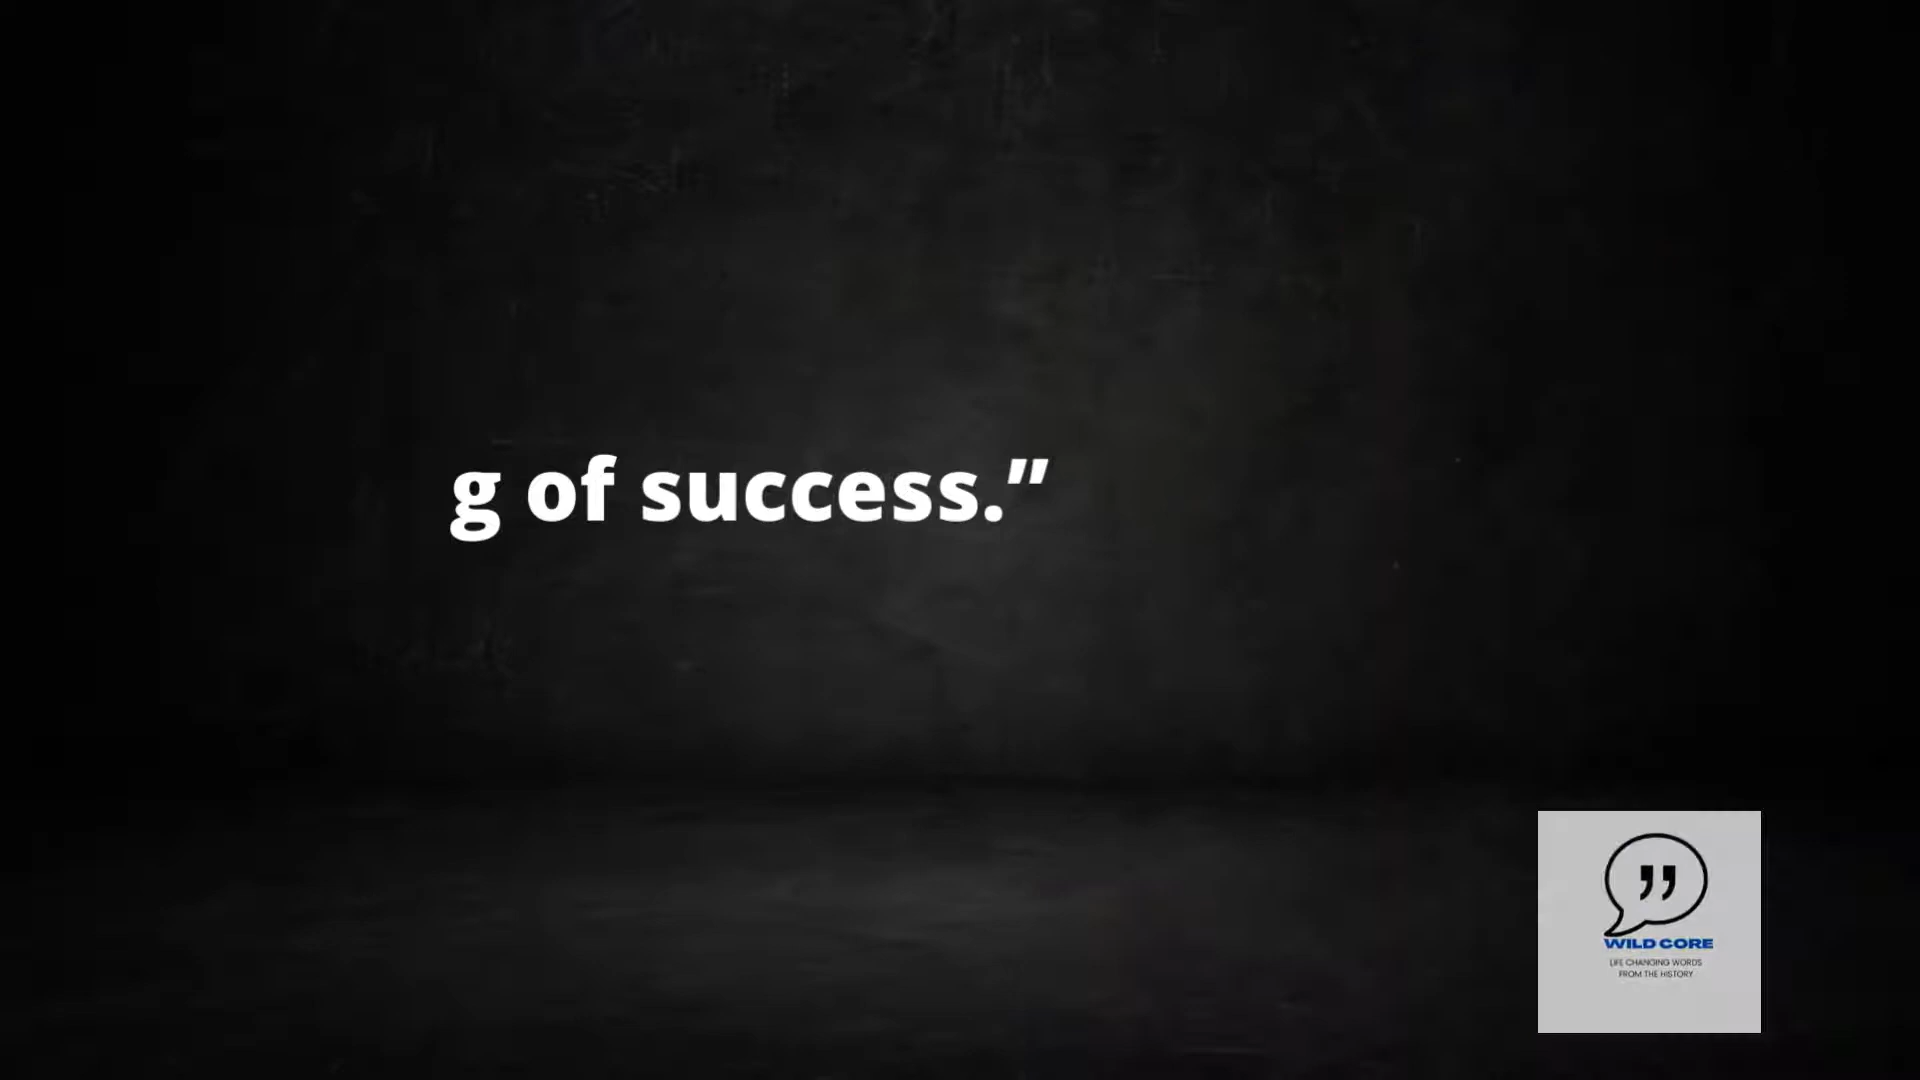 g of success.”
”
WILD CORE
LIFE CHANGING WORDS
FROM THE HISTORY